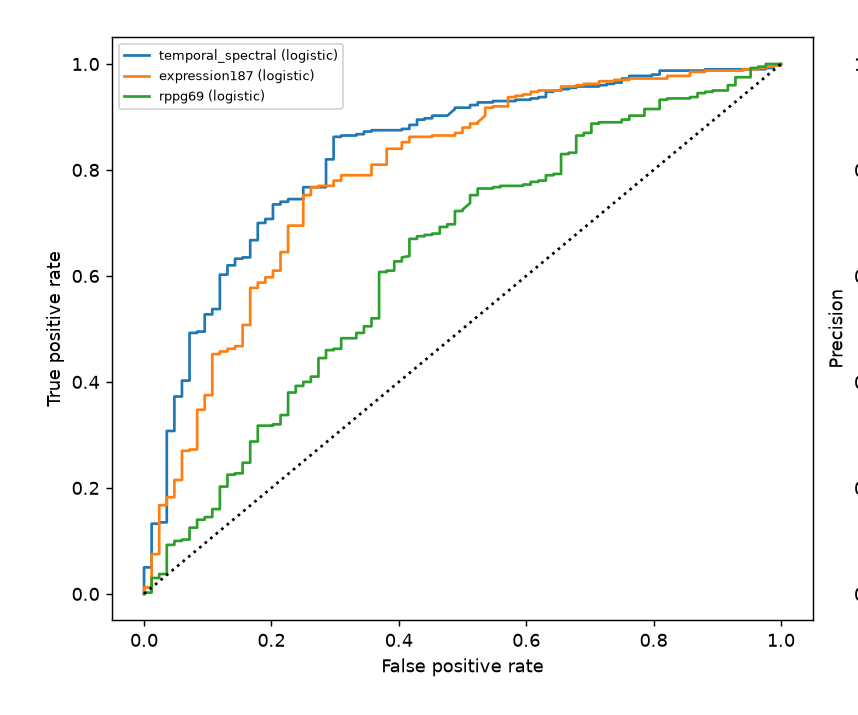 temporal_spectral (logistic)
expression187 (logistic)
rppg69 (logistic)
1.0
0.8
0.6
0.4
0.2
0.0
0.0 0.2 0.4 0.6 0.8 1.0
False positive rate
True positive rate
Precision